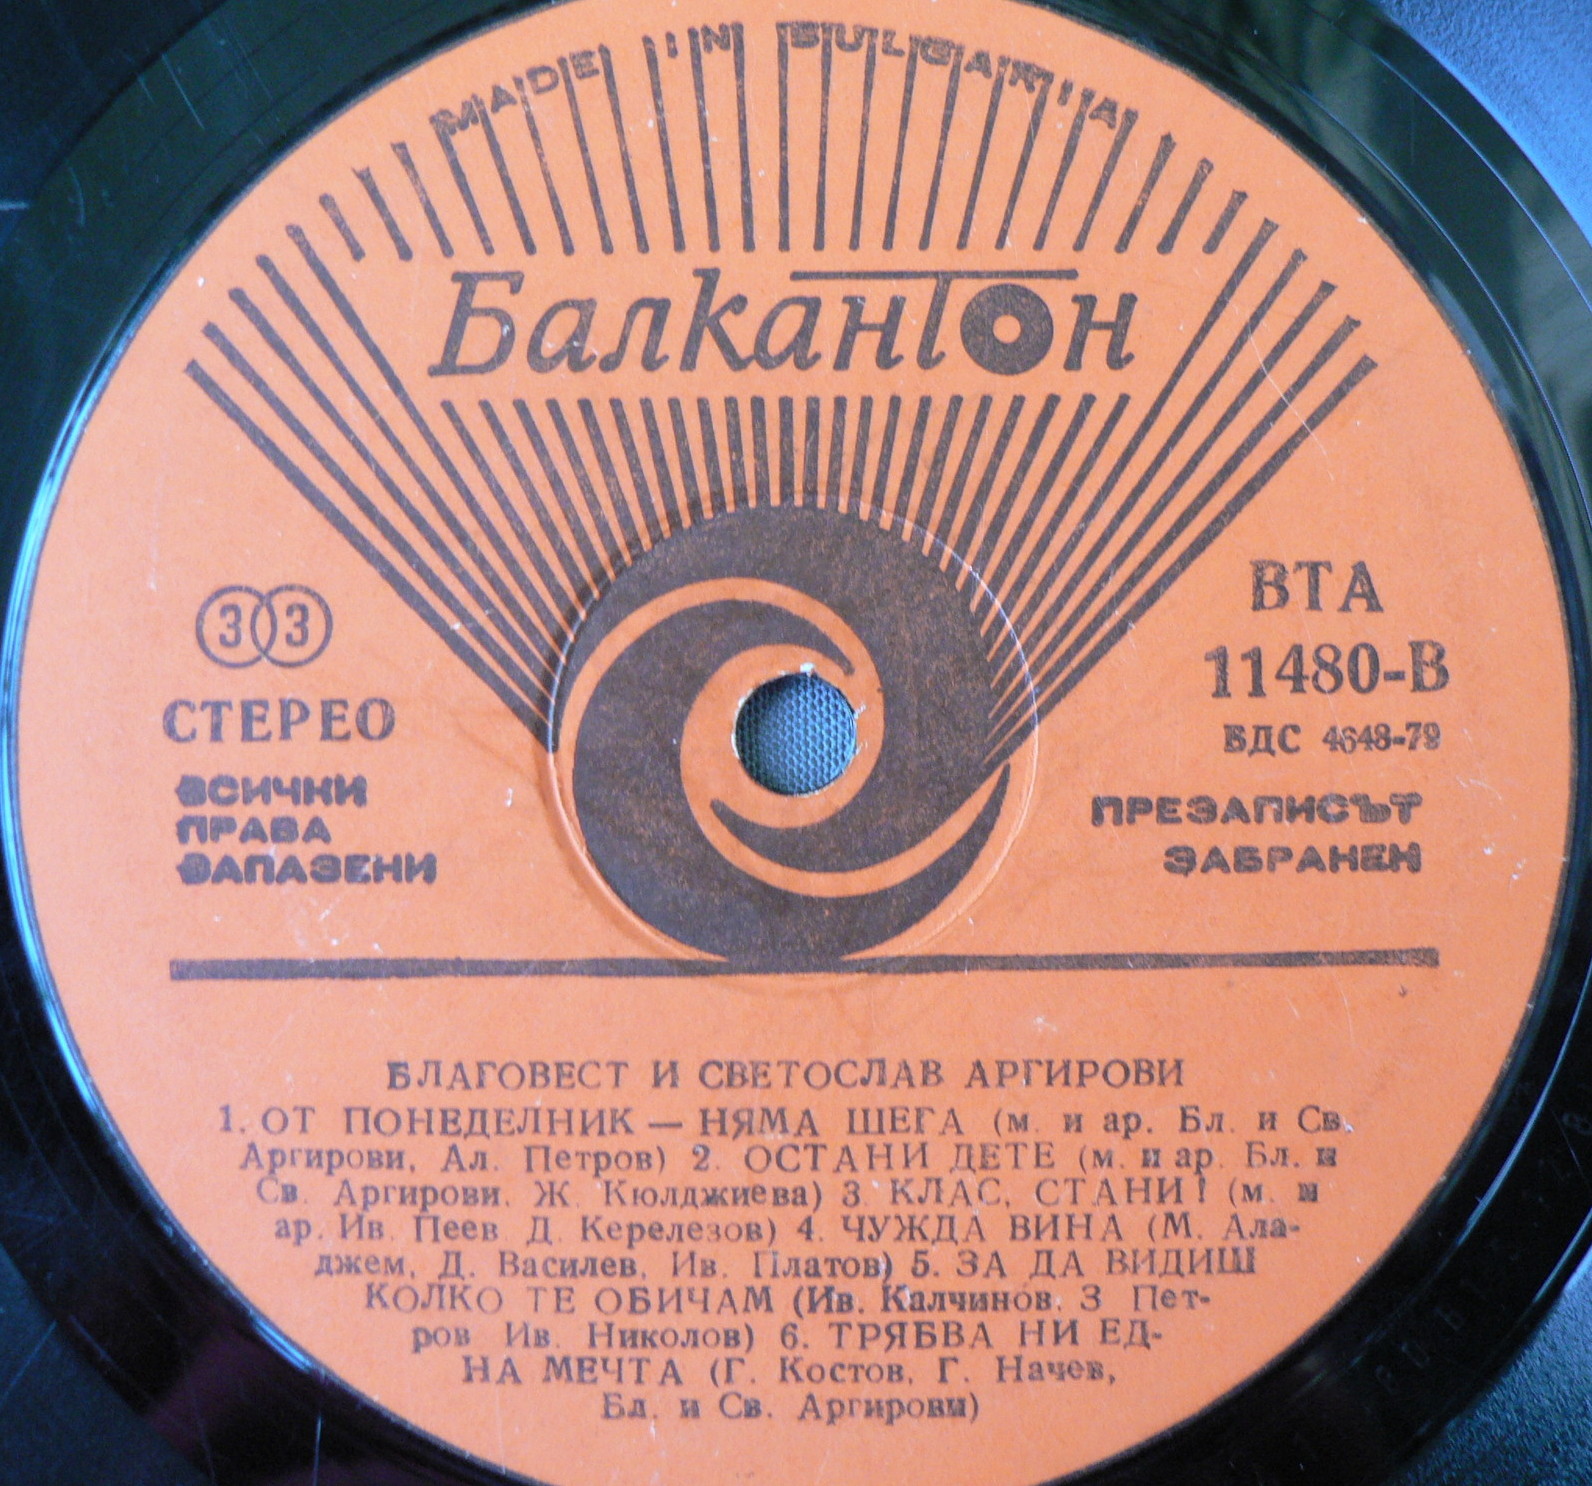 MADE IN BULGARIA
Балкантон
33
СТЕРЕО
ВСИЧКИ
ПРАВА
ЗАПАЗЕНИ
ВТА
11480-В
БДС 4648-79
ПРЕЗАПИСЪТ
ЗАБРАНЕН
БЛАГОВЕСТ И СВЕТОСЛАВ АРГИРОВИ
1. ОТ ПОНЕДЕЛНИК — НЯМА ШЕГА (м. и ар. Бл. и Св.
Аргирови, Ал. Петров) 2. ОСТАНИ ДЕТЕ (м. и ар. Бл. и
Св. Аргирови, Ж. Кюлджиева) 3. КЛАС, СТАНИ! (м. и
ар. Ив. Пеев Д. Керелезов) 4. ЧУЖДА ВИНА (М. Ала-
джем, Д. Василев, Ив. Платов) 5. ЗА ДА ВИДИШ
КОЛКО ТЕ ОБИЧАМ (Ив. Калчинов, З. Пет-
ров Ив. Николов) 6. ТРЯБВА НИ ЕД-
НА МЕЧТА (Г. Костов, Г. Начев,
Бл. и Св. Аргирови)